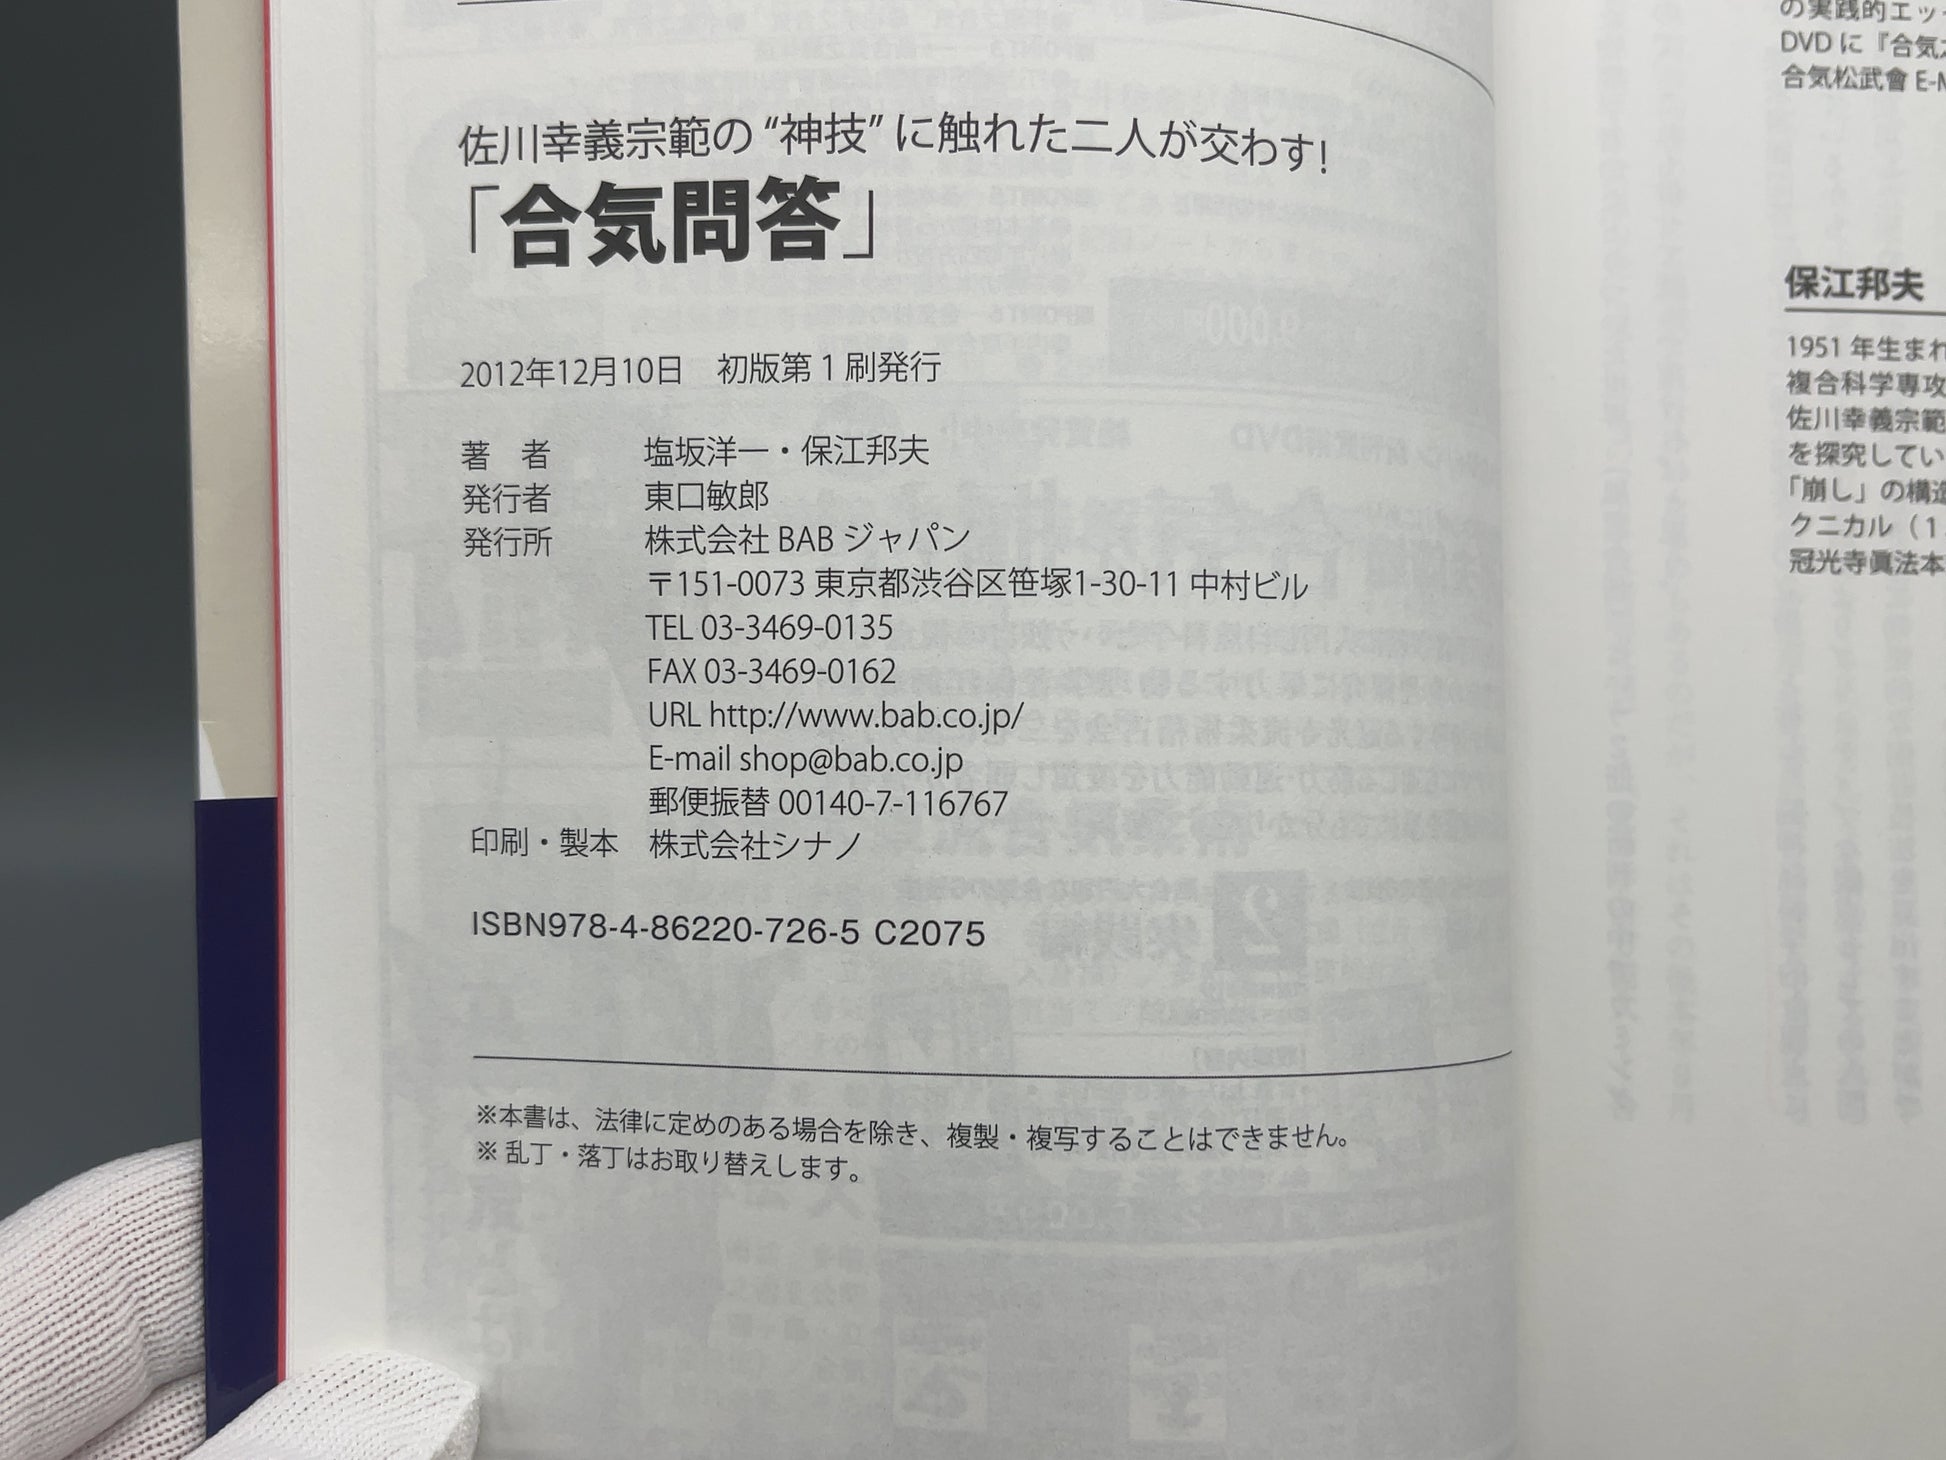 佐川幸義宗範の“神技”に触れた二人が交わす!
「合気問答」
2012年12月10日 初版第1刷発行
著 者 塩坂洋一・保江邦夫
発行者 東口敏郎
発行所 株式会社BABジャパン
〒151-0073 東京都渋谷区笹塚1-30-11 中村ビル
TEL 03-3469-0135
FAX 03-3469-0162
URL http://www.bab.co.jp/
E-mail shop@bab.co.jp
郵便振替 00140-7-116767
印刷・製本 株式会社シナノ
ISBN978-4-86220-726-5 C2075
※本書は、法律に定めのある場合を除き、複製・複写することはできません。
※ 乱丁・落丁はお取り替えします。
の実践的エッ
DVDに『合気
合気松武會 E-M
保江邦夫
1951年生まれ
複合科学専攻
佐川幸義宗範
を探究してい
「崩し」の構造
クニカル（1
冠光寺眞法本